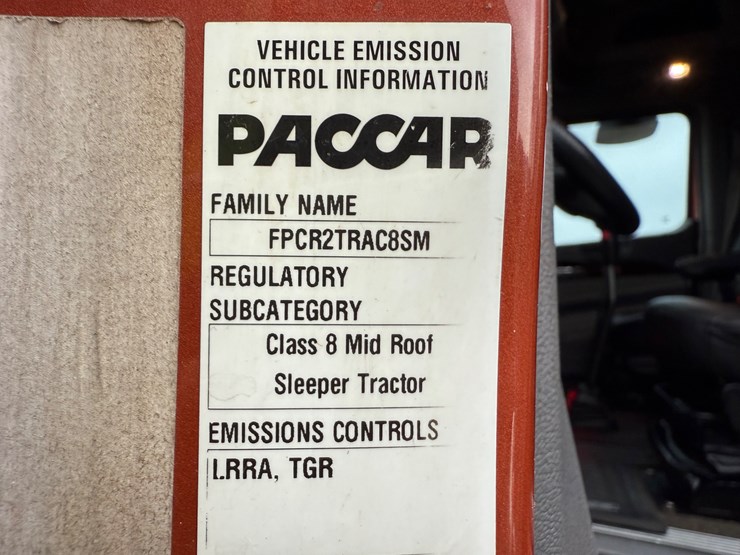 VEHICLE EMISSION
CONTROL INFORMATION
PACCAR
FAMILY NAME
FPCR2TRAC8SM
REGULATORY
SUBCATEGORY
Class 8 Mid Roof
Sleeper Tractor
EMISSIONS CONTROLS
LRRA, TGR